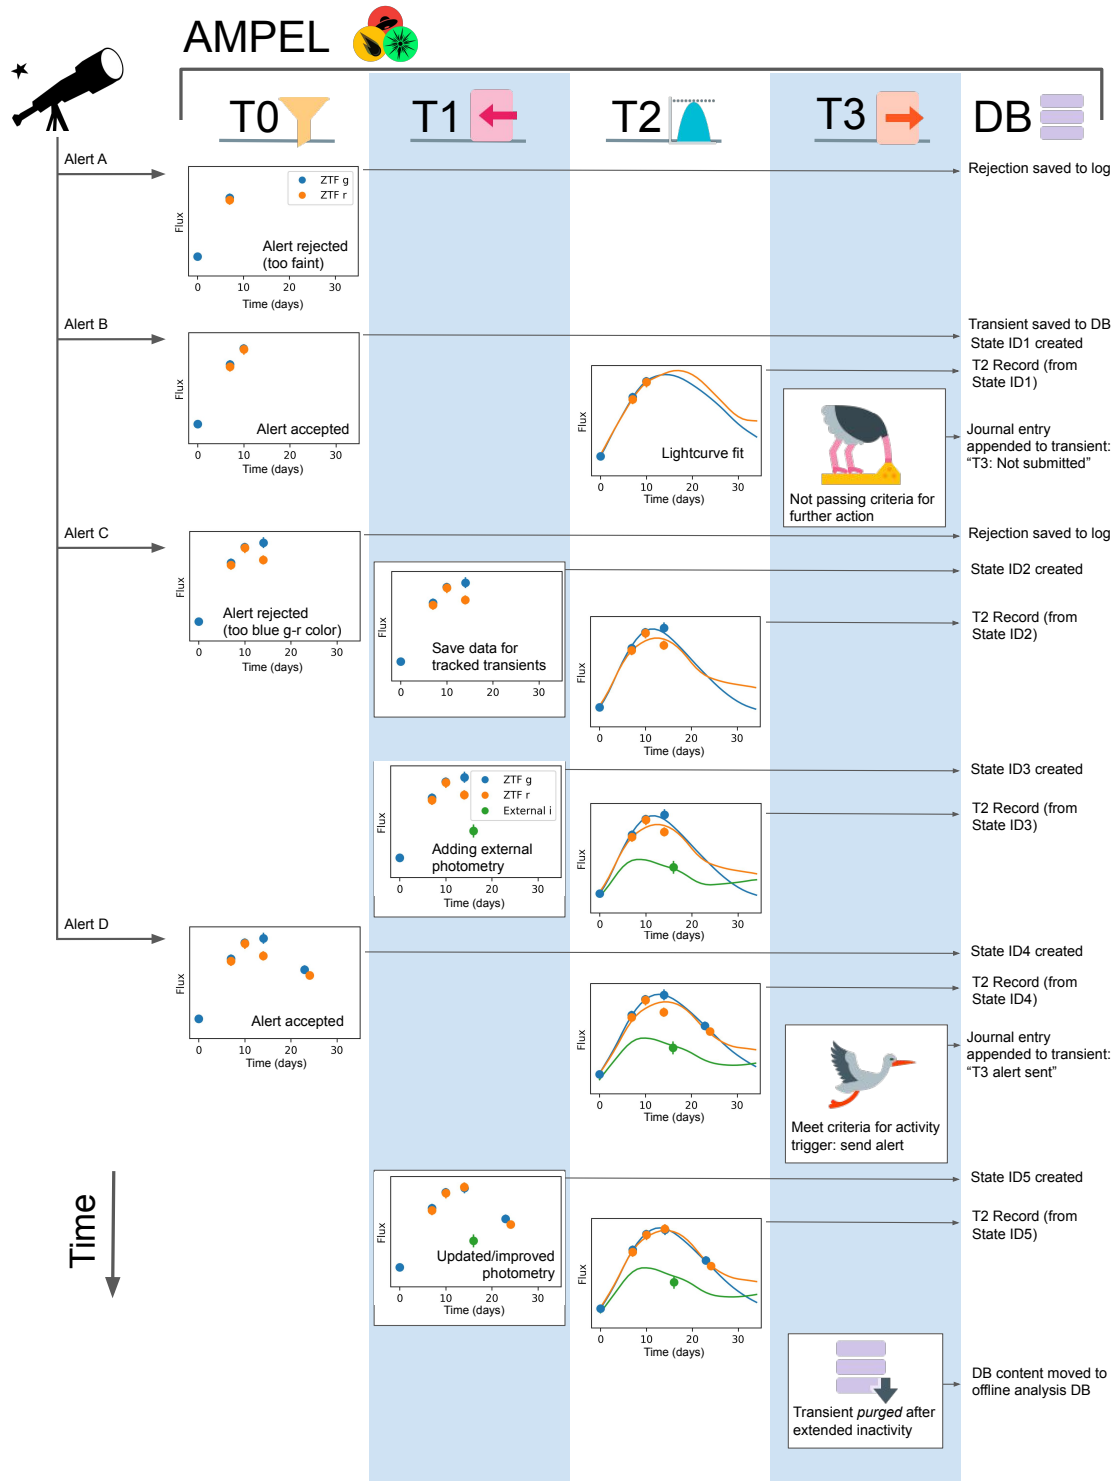 AMPEL
T0
T1
T2
T3
DB
Alert A
Flux
ZTF g
ZTF r
Alert rejected
(too faint)
0 10 20 30
Time (days)
Rejection saved to log
Alert B
Flux
Alert accepted
0 10 20 30
Time (days)
Transient saved to DB
State ID1 created
Flux
Lightcurve fit
0 10 20 30
Time (days)
T2 Record (from
State ID1)
Not passing criteria for
further action
Journal entry
appended to transient:
“T3: Not submitted”
Alert C
Flux
Alert rejected
(too blue g-r color)
0 10 20 30
Time (days)
Rejection saved to log
Flux
Save data for
tracked transients
0 10 20 30
Time (days)
State ID2 created
Flux
0 10 20 30
Time (days)
T2 Record (from
State ID2)
Flux
ZTF g
ZTF r
External i
Adding external
photometry
0 10 20 30
Time (days)
State ID3 created
Flux
0 10 20 30
Time (days)
T2 Record (from
State ID3)
Alert D
Flux
Alert accepted
0 10 20 30
Time (days)
State ID4 created
Flux
0 10 20 30
Time (days)
T2 Record (from
State ID4)
Meet criteria for activity
trigger: send alert
Journal entry
appended to transient:
“T3 alert sent”
Time
Flux
Updated/improved
photometry
0 10 20 30
Time (days)
State ID5 created
Flux
0 10 20 30
Time (days)
T2 Record (from
State ID5)
Transient purged after
extended inactivity
DB content moved to
offline analysis DB